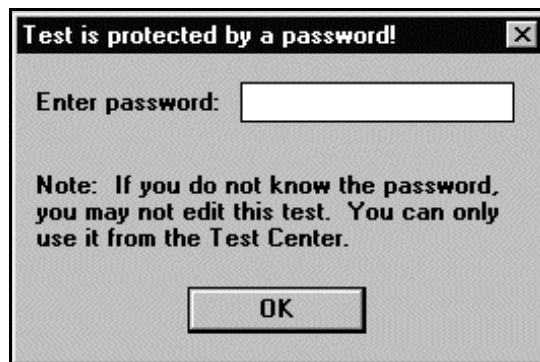 Test is protected by a password!
Enter password:
Note:  If you do not know the password,
you may not edit this test.  You can only
use it from the Test Center.
OK